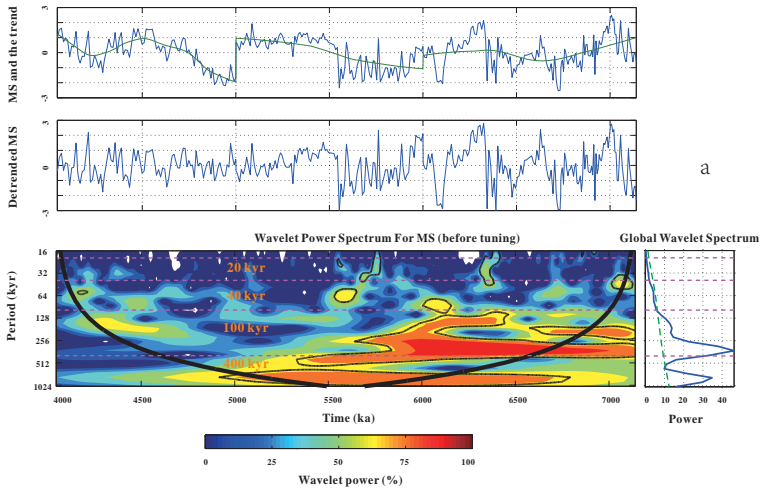 MS and the trend
3
0
3
Detrended MS
3
0
3
a
Wavelet Power Spectrum For MS (before tuning)
Global Wavelet Spectrum
Period (kyr)
16
32
64
128
256
512
1024
20 kyr
40 kyr
100 kyr
400 kyr
4000 4500 5000 5500 6000 6500 7000
Time (ka)
0 10 20 30 40
Power
0 25 50 75 100
Wavelet power (%)